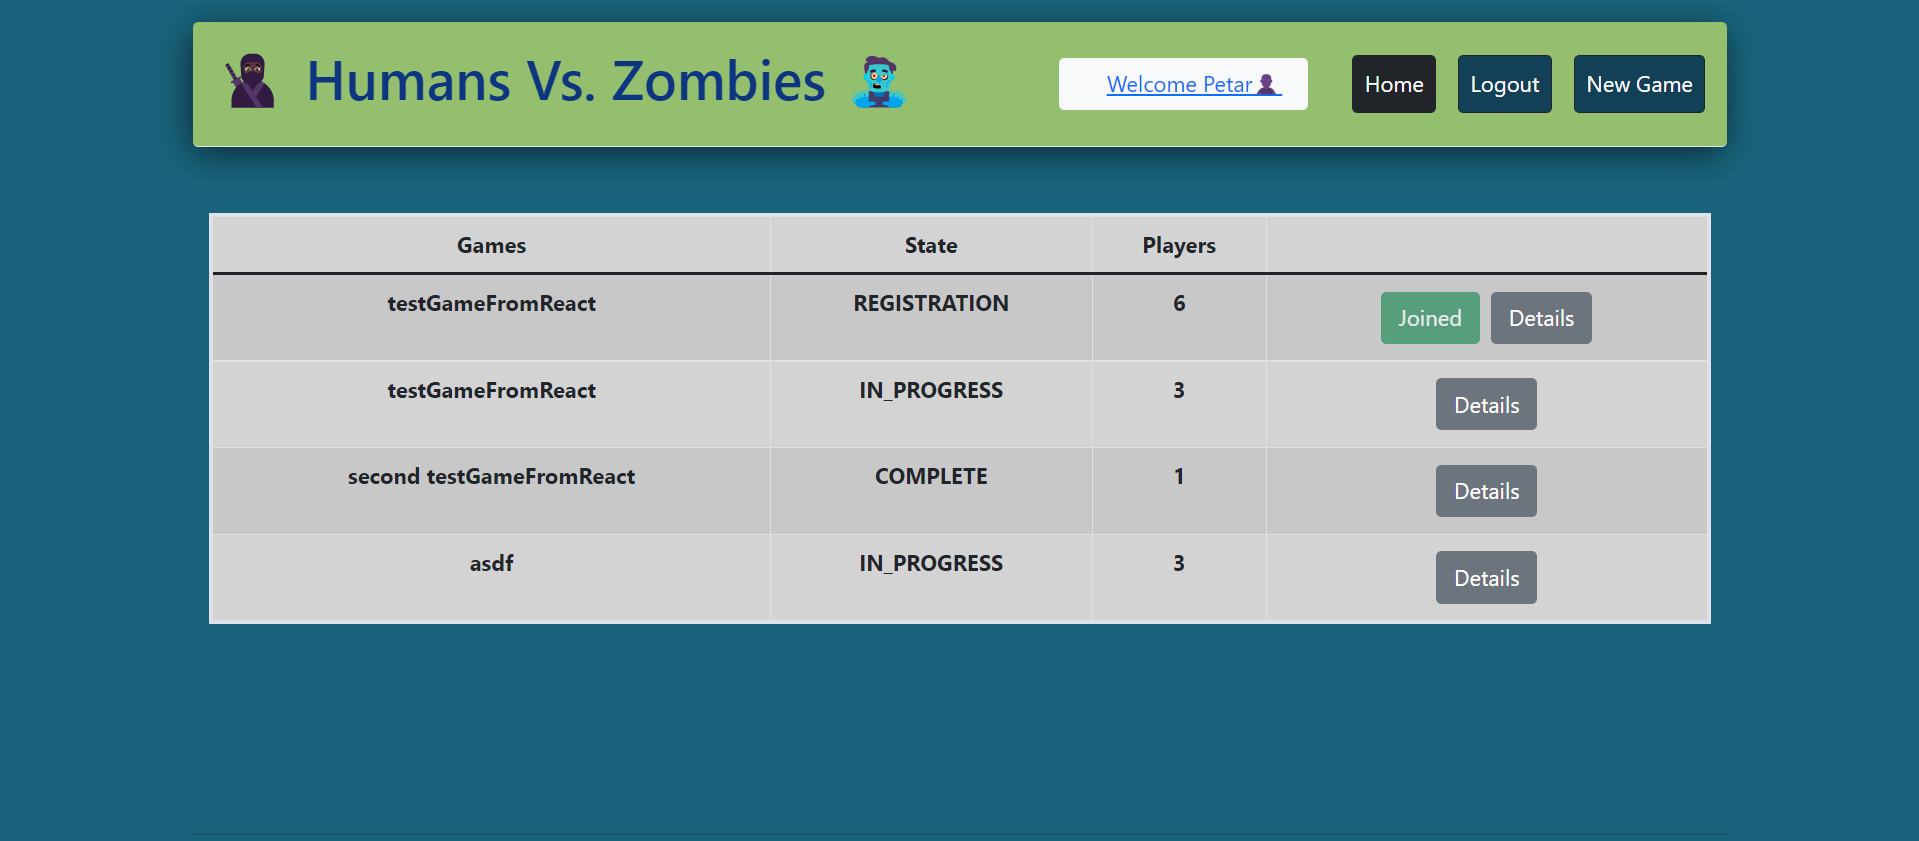 Humans Vs. Zombies
Welcome Petar
Home
Logout
New Game
Games State Players
testGameFromReact REGISTRATION 6 Joined Details
testGameFromReact IN_PROGRESS 3 Details
second testGameFromReact COMPLETE 1 Details
asdf IN_PROGRESS 3 Details